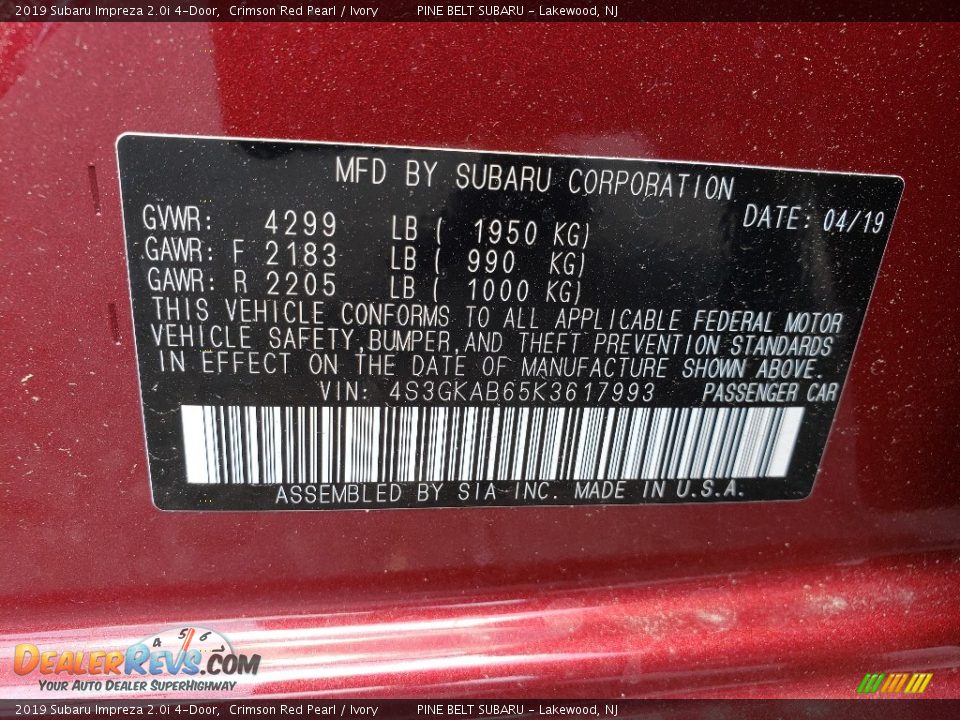 2019 Subaru Impreza 2.0i 4-Door, Crimson Red Pearl / Ivory PINE BELT SUBARU - Lakewood, NJ
MFD BY SUBARU CORPORATION
DATE: 04/19
GVWR: 4299 LB ( 1950 KG)
GAWR: F 2183 LB ( 990 KG)
GAWR: R 2205 LB ( 1000 KG)
THIS VEHICLE CONFORMS TO ALL APPLICABLE FEDERAL MOTOR
VEHICLE SAFETY,BUMPER,AND THEFT PREVENTION STANDARDS
IN EFFECT ON THE DATE OF MANUFACTURE SHOWN ABOVE.
VIN: 4S3GKAB65K3617993 PASSENGER CAR
ASSEMBLED BY SIA INC. MADE IN U.S.A.
4 5 6
DEALERREVS.COM
YOUR AUTO DEALER SUPERHIGHWAY
2019 Subaru Impreza 2.0i 4-Door, Crimson Red Pearl / Ivory PINE BELT SUBARU - Lakewood, NJ